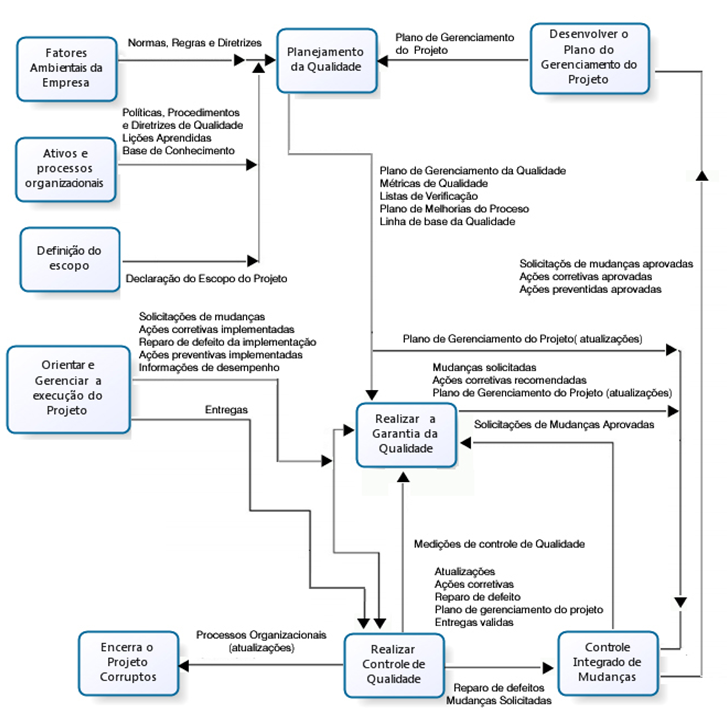 Fatores
Ambientais da
Empresa
Normas, Regras e Diretrizes
Planejamento
da Qualidade
Plano de Gerenciamento
do Projeto
Desenvolver o
Plano do
Gerenciamento do
Projeto
Políticas, Procedimentos
e Diretrizes de Qualidade
Lições Aprendidas
Base de Conhecimento
Ativos e
processos
organizacionais
Plano de Gerenciamento da Qualidade
Métricas de Qualidade
Listas de Verificação
Plano de Melhorias do Processo
Linha de base da Qualidade
Definição do
escopo
Declaração do Escopo do Projeto
Solicitaçõs de mudanças aprovadas
Ações corretivas aprovadas
Ações preventidas aprovadas
Solicitações de mudanças
Ações corretivas implementadas
Reparo de defeito da implementação
Ações preventivas implementadas
Informações de desempenho
Plano de Gerenciamento do Projeto( atualizações)
Orientar e
Gerenciar a
execução do
Projeto
Mudanças solicitadas
Ações corretivas recomendadas
Plano de Gerenciamento do Projeto (atualizações)
Entregas
Realizar a
Garantia da
Qualidade
Solicitações de Mudanças Aprovadas
Medições de controle de Qualidade
Atualizações
Ações corretivas
Reparo de defeito
Plano de gerenciamento do projeto
Entregas validas
Encerra o
Projeto
Corruptos
Processos Organizacionais
(atualizações)
Realizar
Controle de
Qualidade
Reparo de defeitos
Mudanças Solicitadas
Controle
Integrado de
Mudanças